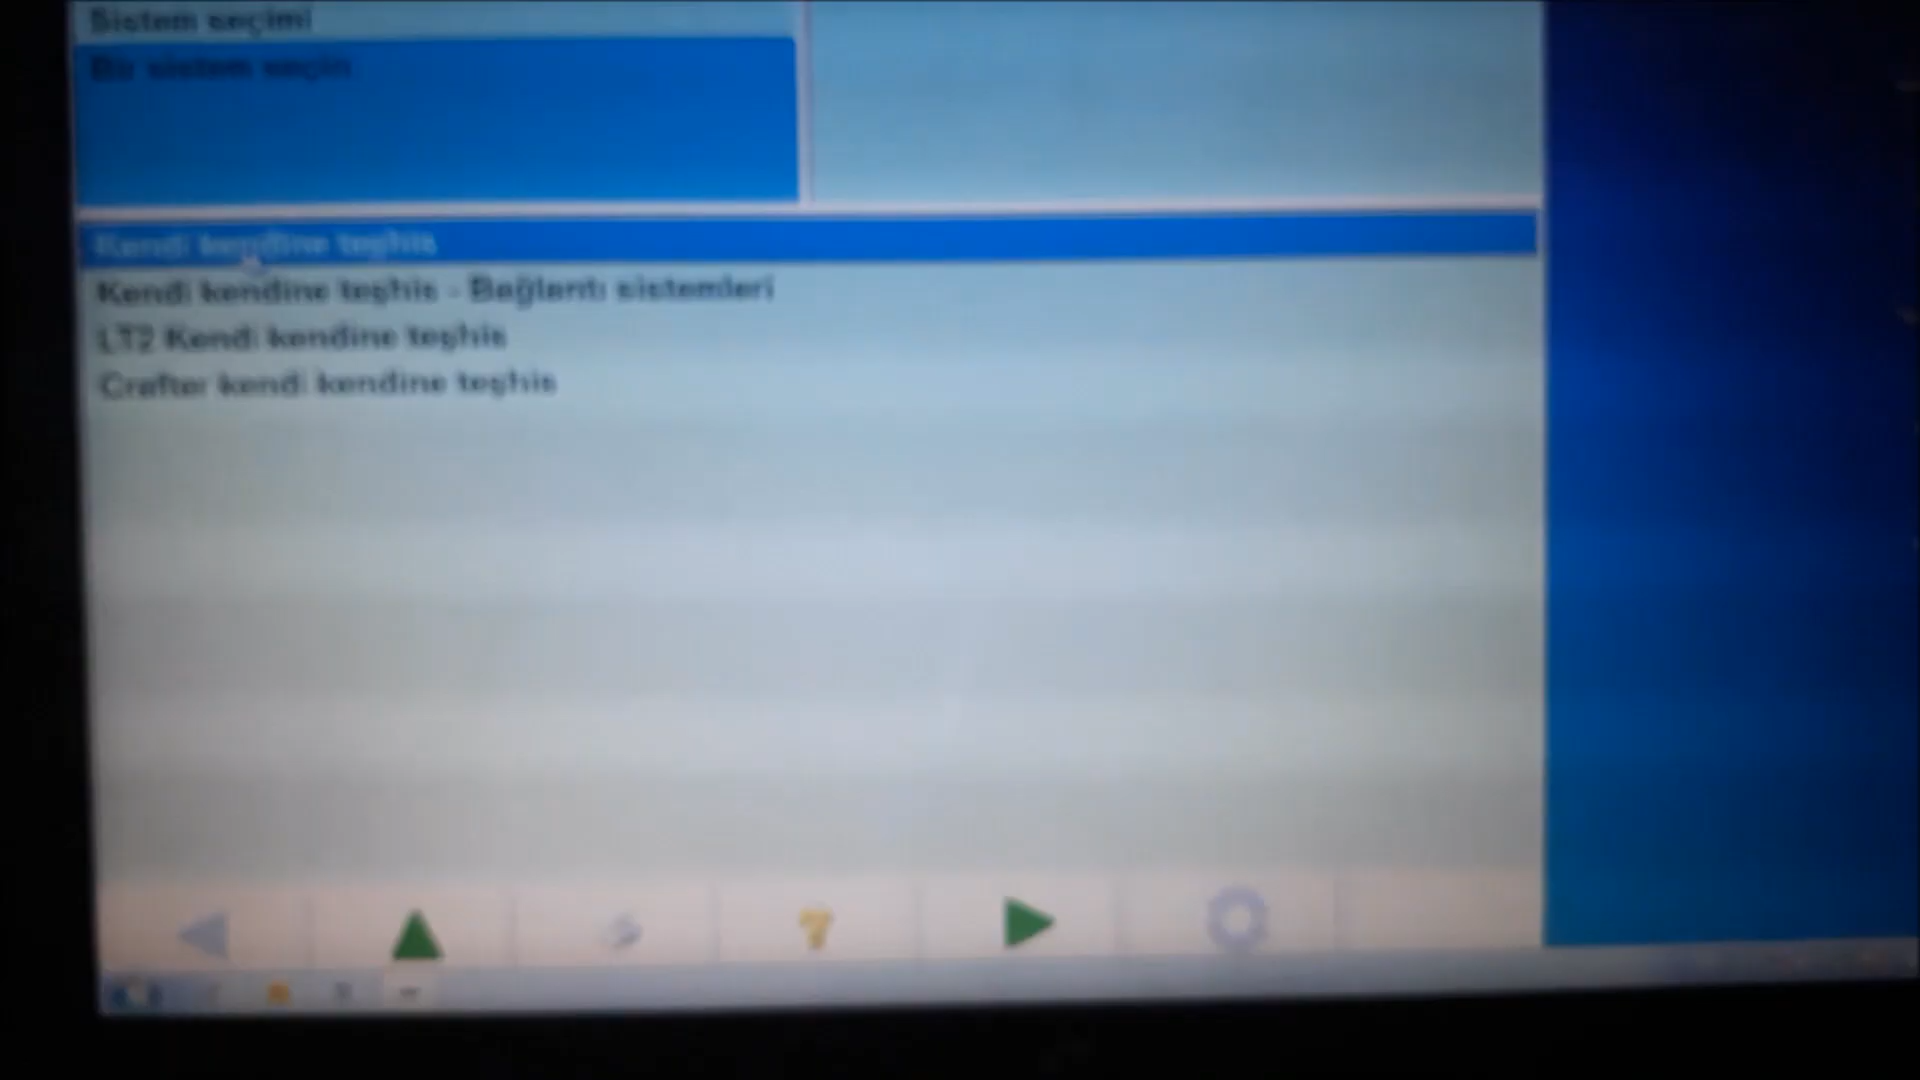 Sistem seçimi
Bir sistem seçin
Kendi kendine teşhis
Kendi kendine teşhis - Bağlantı sistemleri
LT2 Kendi kendine teşhis
Crafter kendi kendine teşhis